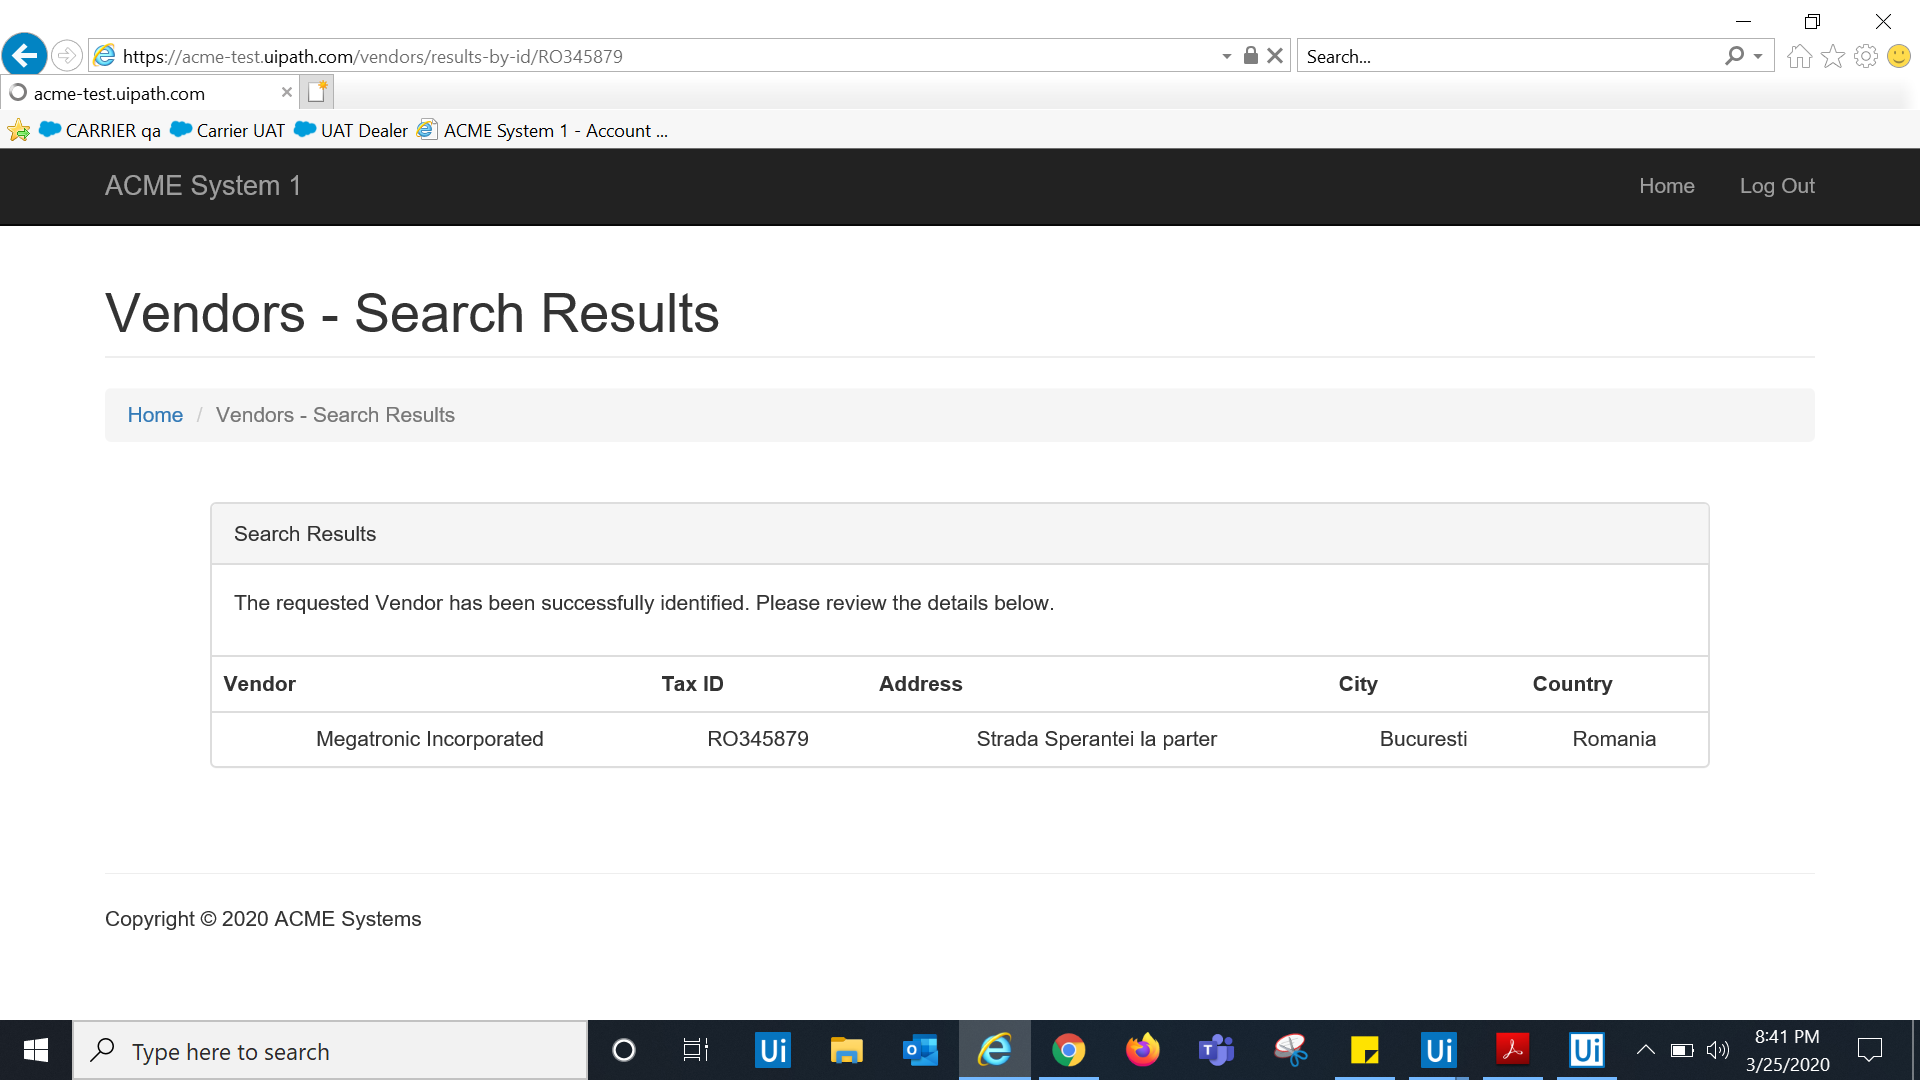 https://acme-test.uipath.com/vendors/results-by-id/RO345879
Search...
acme-test.uipath.com
CARRIER qa Carrier UAT UAT Dealer ACME System 1 - Account ...
ACME System 1 Home Log Out
Vendors - Search Results
Home / Vendors - Search Results
Search Results
The requested Vendor has been successfully identified. Please review the details below.
Vendor Tax ID Address City Country
Megatronic Incorporated RO345879 Strada Sperantei la parter Bucuresti Romania
Copyright © 2020 ACME Systems
Type here to search
Ui
Ui
Ui
8:41 PM
3/25/2020